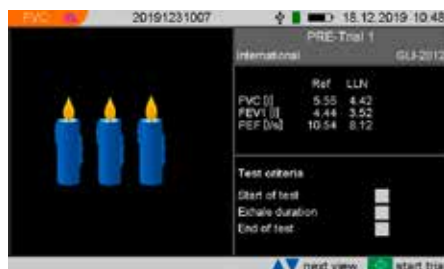 FVC 20191231007 18.12.2019 10:48
PRE-Trial 1
International GLI-2012
Ref LLN
FVC [l] 5.55 4.42
FEV1 [l] 4.44 3.52
PEF [l/s] 10.54 8.12
Test criteria
Start of test
Exhale duration
End of test
next view start trial